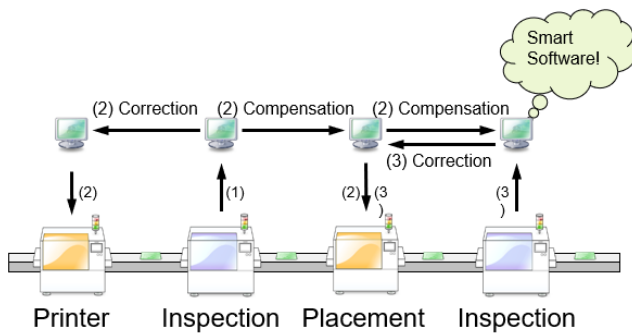 Smart
Software!
(2) Correction
(2) Compensation
(2) Compensation
(3) Correction
(2)
(1)
(2)
(3
)
(3
)
Printer
Inspection
Placement
Inspection